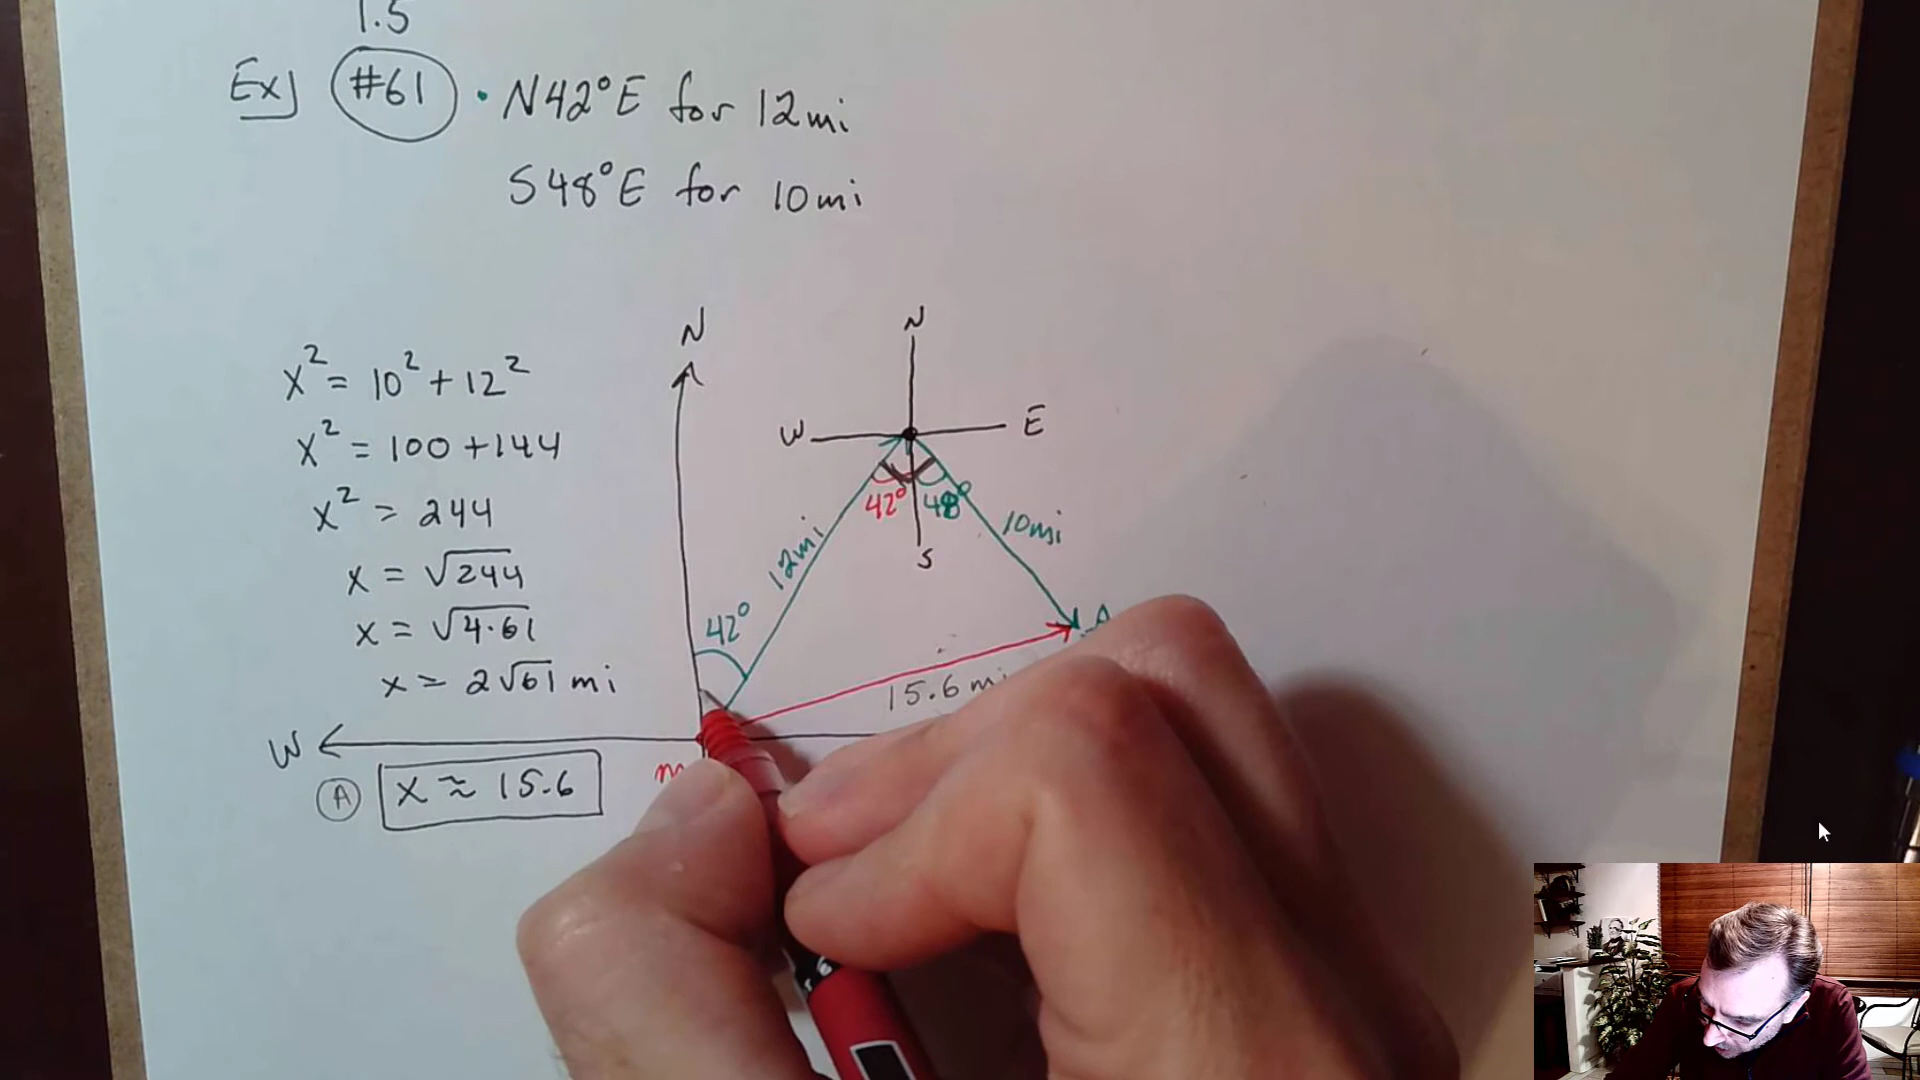 1.5
Ex) #61 • N42°E for 12mi
S48°E for 10mi
x² = 10² + 12²
x² = 100 + 144
x² = 244
x = √244
x = √4·61
x = 2√61 mi
A x ≈ 15.6
N
N
W E
42° 48°
S
12mi
10mi
42°
15.6 mi
W